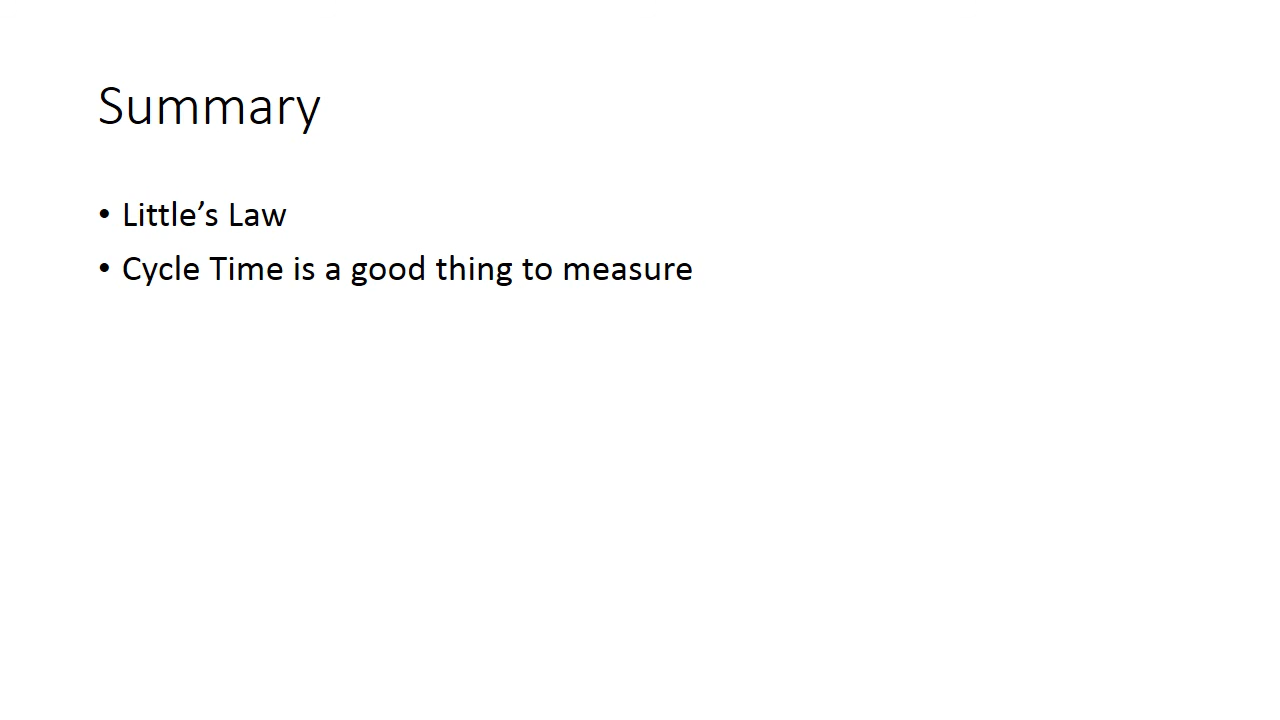 Summary
• Little’s Law
• Cycle Time is a good thing to measure